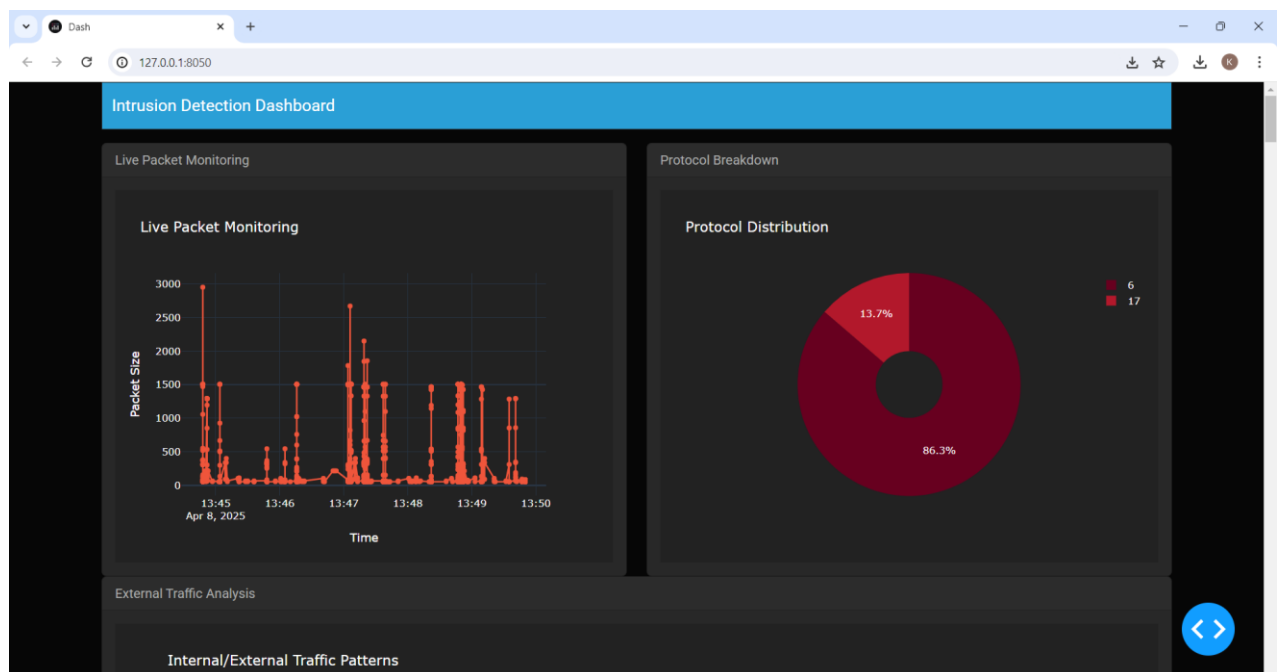 Dash
127.0.0.1:8050
K
Intrusion Detection Dashboard
Live Packet Monitoring
Live Packet Monitoring
3000
2500
2000
1500
1000
500
0
Packet Size
13:45 13:46 13:47 13:48 13:49 13:50
Apr 8, 2025
Time
Protocol Breakdown
Protocol Distribution
6
17
13.7%
86.3%
External Traffic Analysis
Internal/External Traffic Patterns